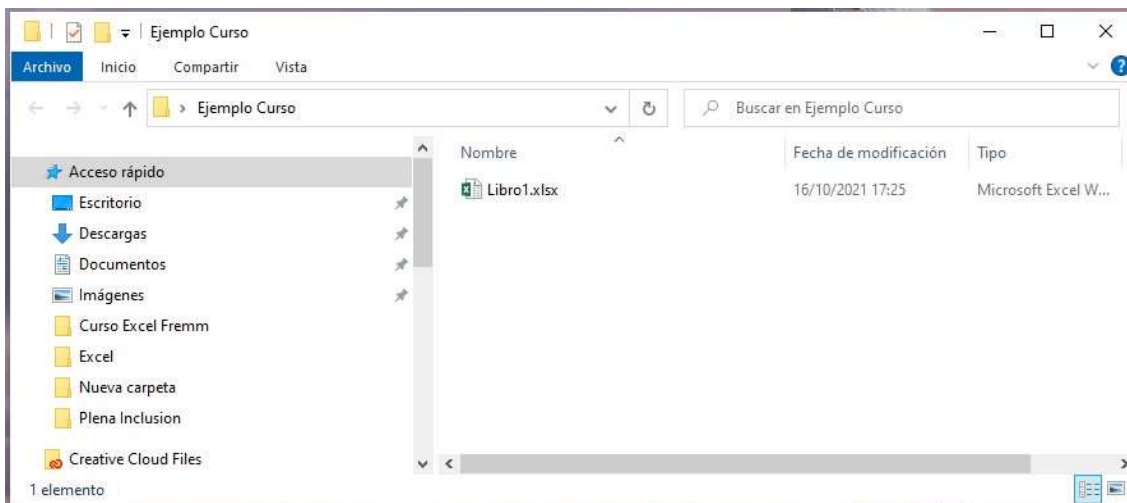 Ejemplo Curso
Archivo Inicio Compartir Vista
?
Ejemplo Curso Buscar en Ejemplo Curso
Nombre Fecha de modificación Tipo
Acceso rápido
Libro1.xlsx 16/10/2021 17:25 Microsoft Excel W...
Escritorio
Descargas
Documentos
Imágenes
Curso Excel Fremm
Excel
Nueva carpeta
Plena Inclusion
Creative Cloud Files
1 elemento